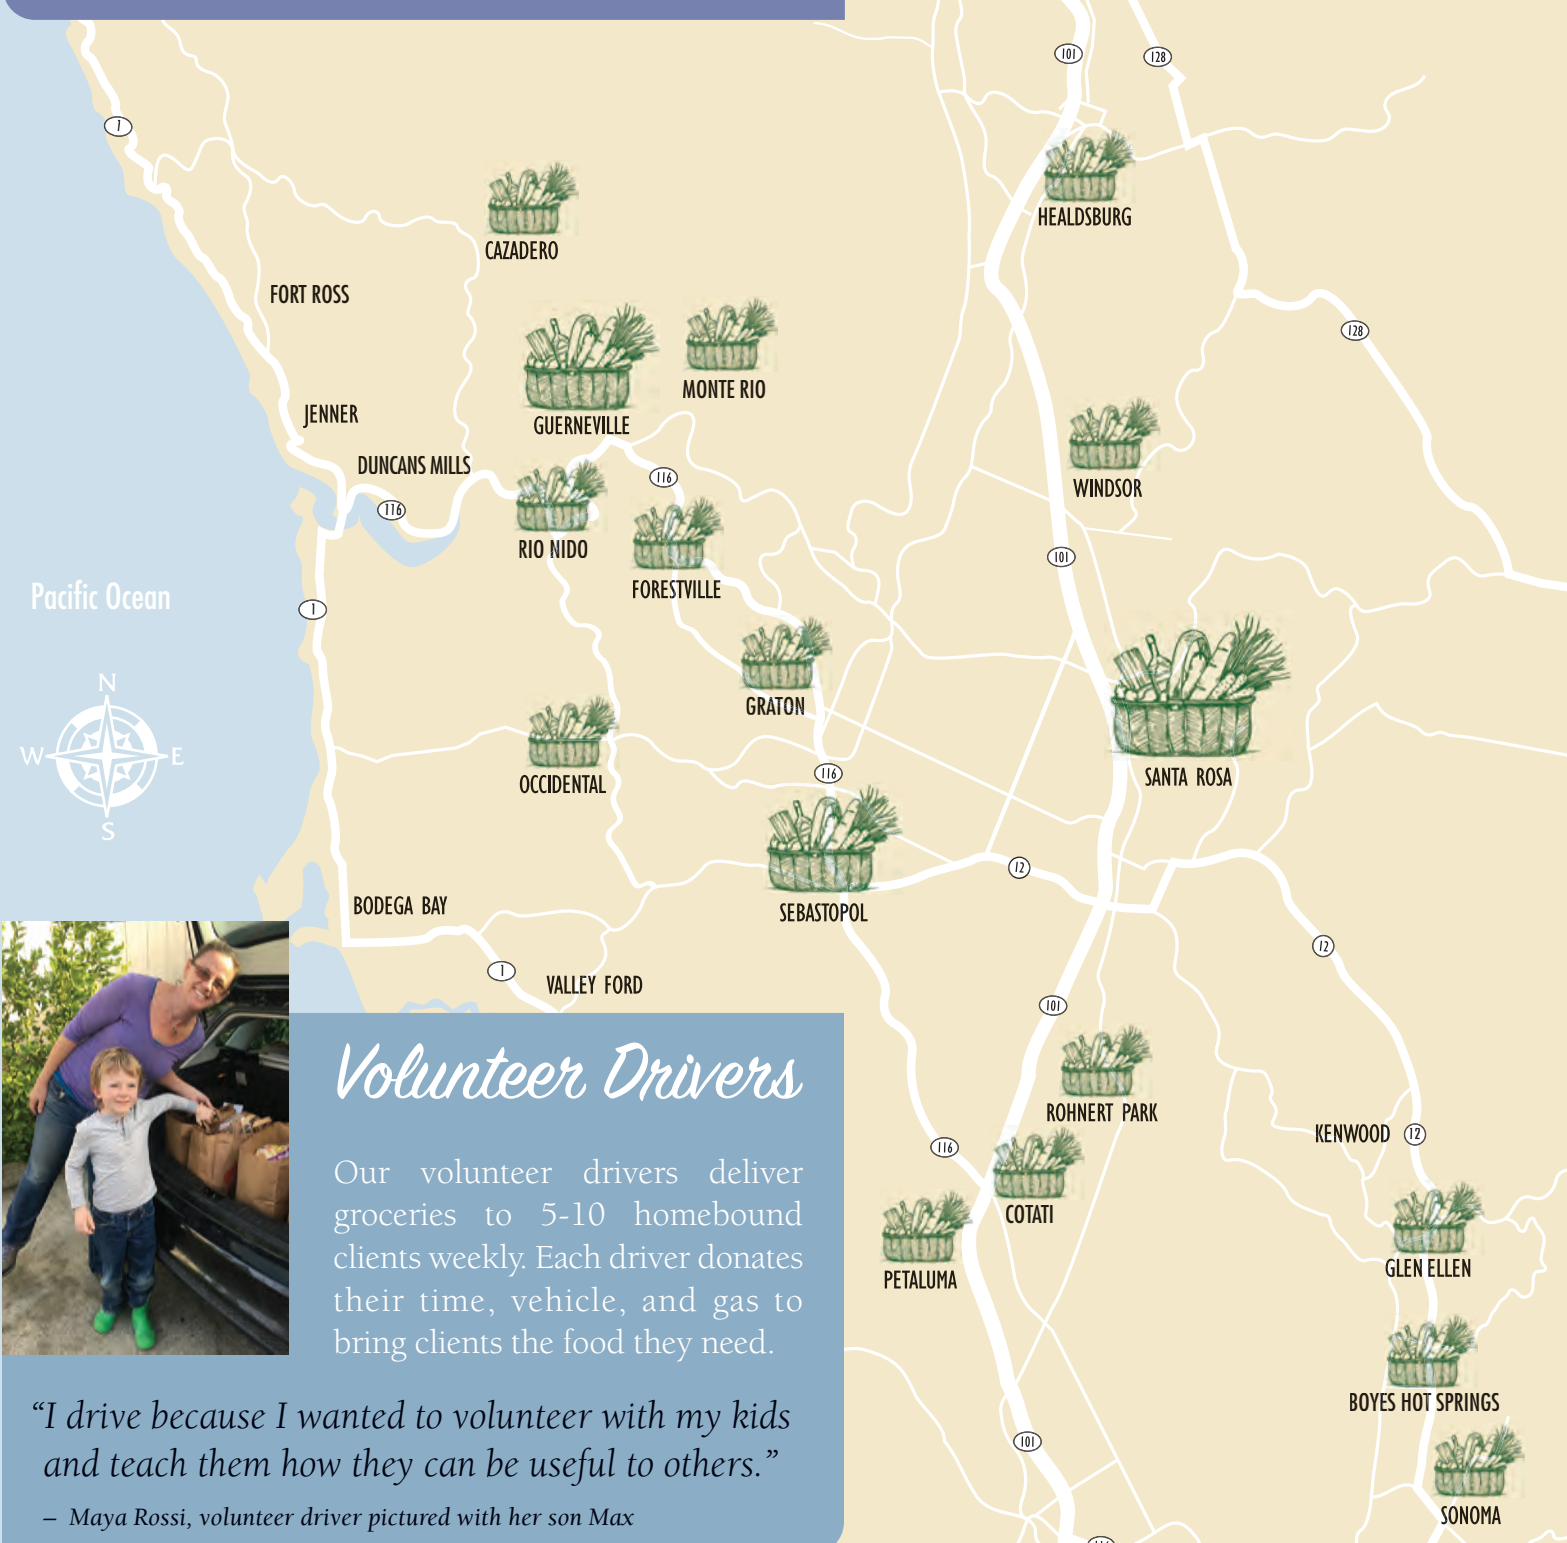 101
128
1
HEALDSBURG
CAZADERO
FORT ROSS
128
MONTE RIO
JENNER
GUERNEVILLE
DUNCANS MILLS
116
WINDSOR
116
RIO NIDO
101
FORESTVILLE
Pacific Ocean
1
N
W
E
S
GRATON
116
SANTA ROSA
OCCIDENTAL
12
BODEGA BAY
SEBASTOPOL
12
1
VALLEY FORD
101
Volunteer Drivers
ROHNERT PARK
KENWOOD 12
116
Our volunteer drivers deliver
groceries to 5-10 homebound
clients weekly. Each driver donates
their time, vehicle, and gas to
bring clients the food they need.
COTATI
PETALUMA
GLEN ELLEN
BOYES HOT SPRINGS
“I drive because I wanted to volunteer with my kids
and teach them how they can be useful to others.”
– Maya Rossi, volunteer driver pictured with her son Max
101
SONOMA